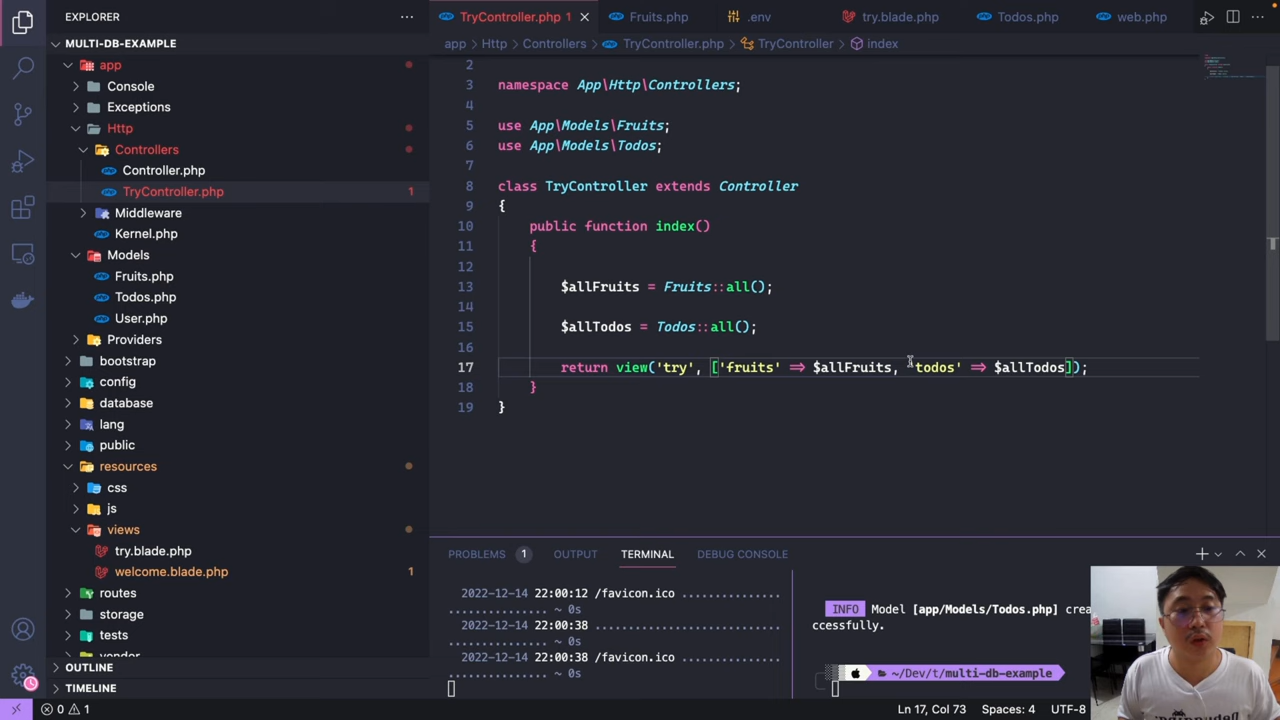 EXPLORER
MULTI-DB-EXAMPLE
app
Console
Exceptions
Http
Controllers
Controller.php
TryController.php 1
Middleware
Kernel.php
Models
Fruits.php
Todos.php
User.php
Providers
bootstrap
config
database
lang
public
resources
css
js
views
try.blade.php
welcome.blade.php 1
routes
storage
tests
vendor
OUTLINE
TIMELINE
TryController.php 1 Fruits.php .env try.blade.php Todos.php web.php
app > Http > Controllers > TryController.php > TryController > index
2
3 namespace App\Http\Controllers;
4
5 use App\Models\Fruits;
6 use App\Models\Todos;
7
8 class TryController extends Controller
9 {
10 public function index()
11 {
12
13 $allFruits = Fruits::all();
14
15 $allTodos = Todos::all();
16
17 return view('try', ['fruits' => $allFruits, 'todos' => $allTodos]);
18 }
19 }
PROBLEMS 1 OUTPUT TERMINAL DEBUG CONSOLE
2022-12-14 22:00:12 /favicon.ico ...............
............... ~ 0s
2022-12-14 22:00:38 ............................
............... ~ 0s
2022-12-14 22:00:38 /favicon.ico ...............
............... ~ 0s
INFO Model [app/Models/Todos.php] crea
ccessfully.
~/Dev/t/multi-db-example
0 1 Ln 17, Col 73 Spaces: 4 UTF-8